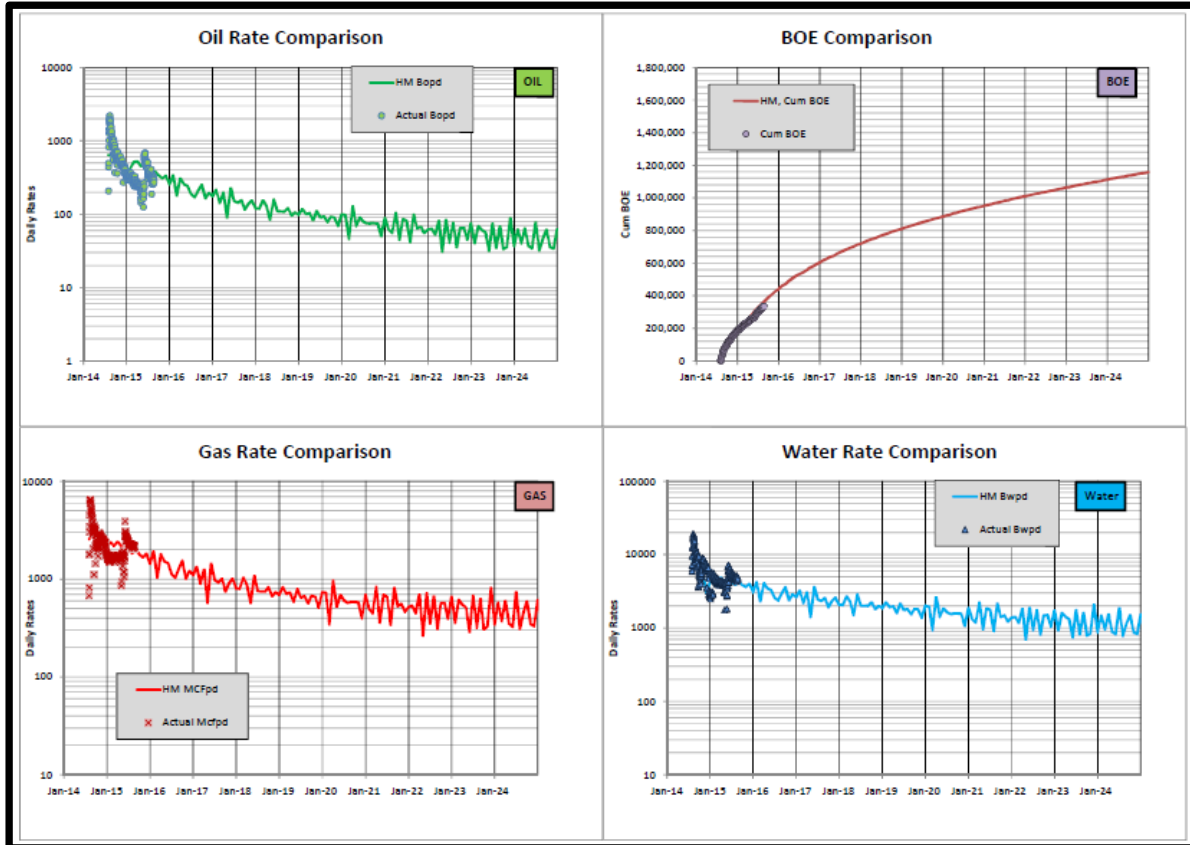 Oil Rate Comparison
OIL
HM Bopd
Actual Bopd
Daily Rates
10000
1000
100
10
1
Jan-14 Jan-15 Jan-16 Jan-17 Jan-18 Jan-19 Jan-20 Jan-21 Jan-22 Jan-23 Jan-24
BOE Comparison
BOE
HM, Cum BOE
Cum BOE
Cum BOE
1,800,000
1,600,000
1,400,000
1,200,000
1,000,000
800,000
600,000
400,000
200,000
0
Jan-14 Jan-15 Jan-16 Jan-17 Jan-18 Jan-19 Jan-20 Jan-21 Jan-22 Jan-23 Jan-24
Gas Rate Comparison
GAS
Daily Rates
10000
1000
100
10
HM MCFpd
Actual Mcfpd
Jan-14 Jan-15 Jan-16 Jan-17 Jan-18 Jan-19 Jan-20 Jan-21 Jan-22 Jan-23 Jan-24
Water Rate Comparison
Water
HM Bwpd
Actual Bwpd
Daily Rates
100000
10000
1000
100
10
Jan-14 Jan-15 Jan-16 Jan-17 Jan-18 Jan-19 Jan-20 Jan-21 Jan-22 Jan-23 Jan-24